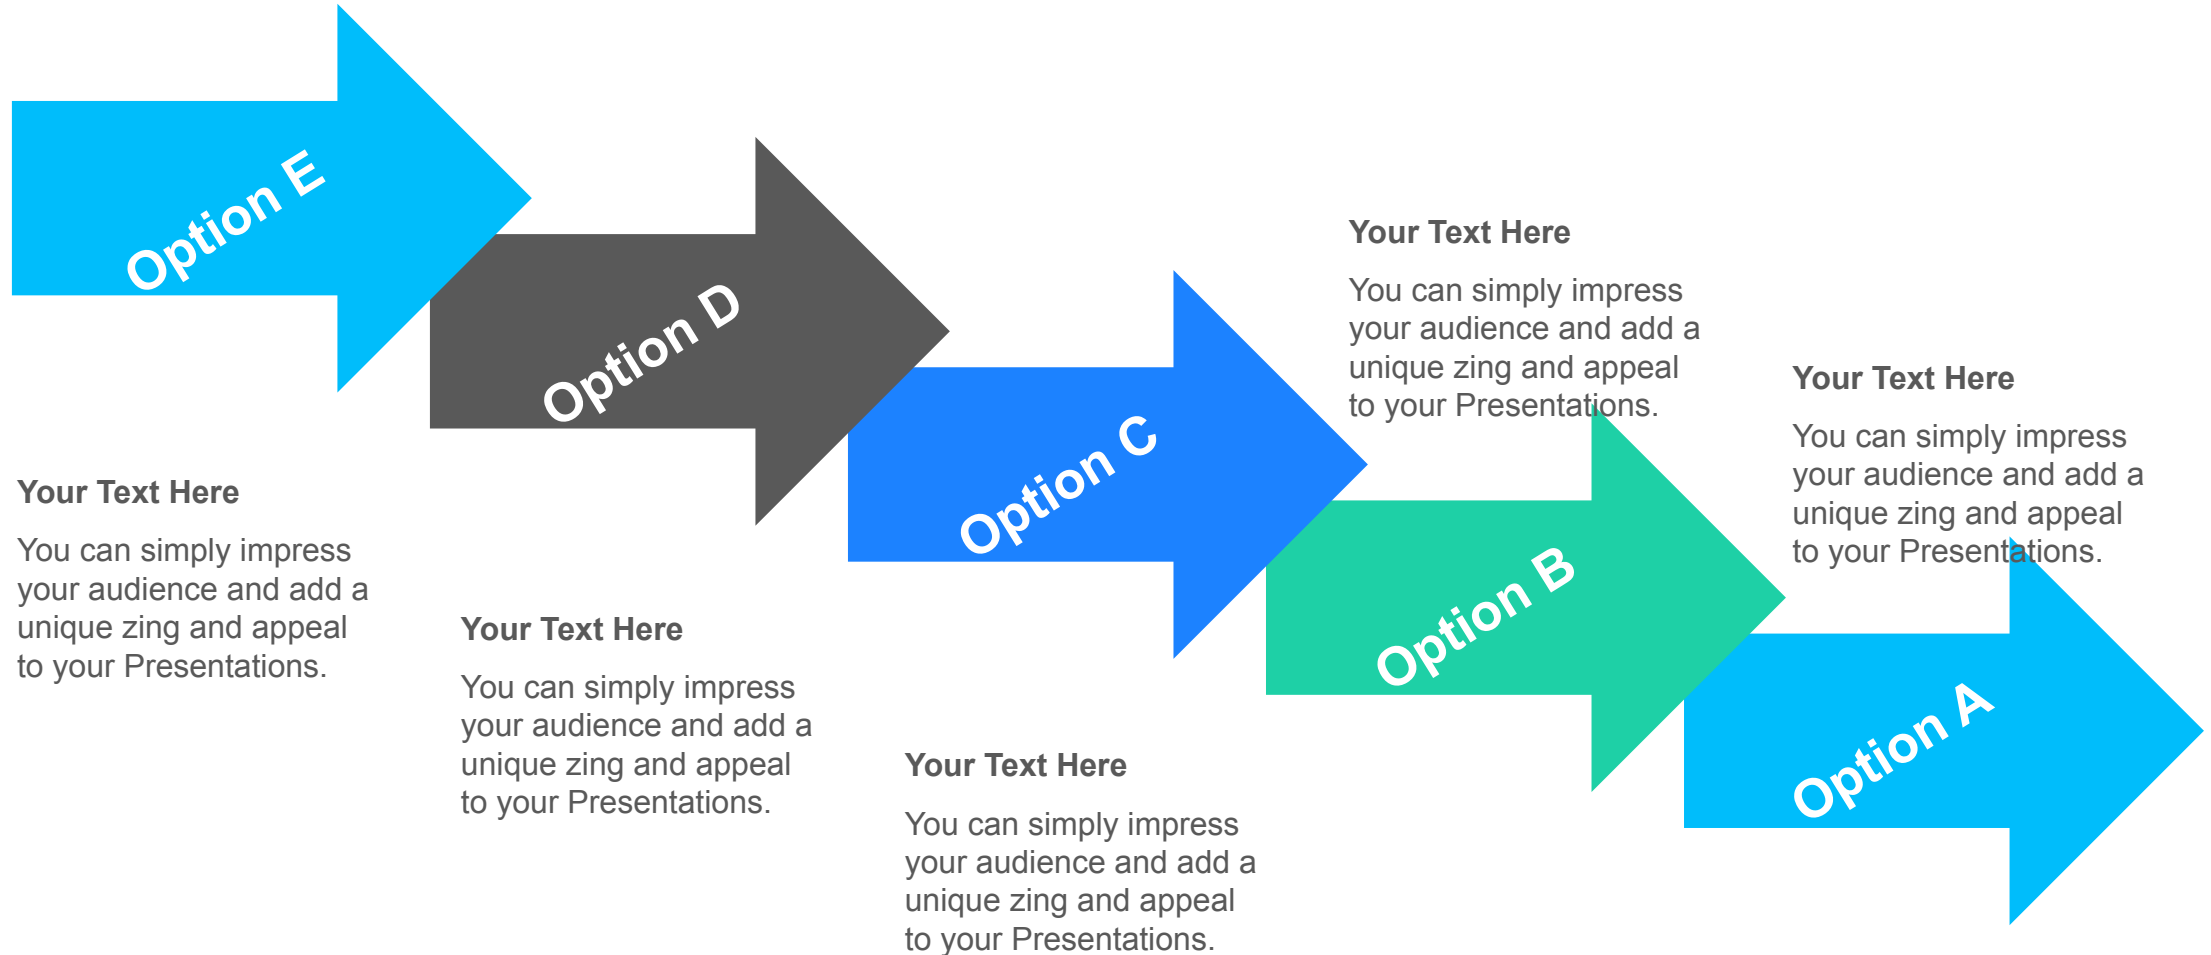 Option E
Your Text Here
You can simply impress
your audience and add a
unique zing and appeal
to your Presentations.
Option D
Your Text Here
You can simply impress
your audience and add a
unique zing and appeal
to your Presentations.
Option C
Your Text Here
You can simply impress
your audience and add a
unique zing and appeal
to your Presentations.
Your Text Here
You can simply impress
your audience and add a
unique zing and appeal
to your Presentations.
Option B
Your Text Here
You can simply impress
your audience and add a
unique zing and appeal
to your Presentations.
Option A